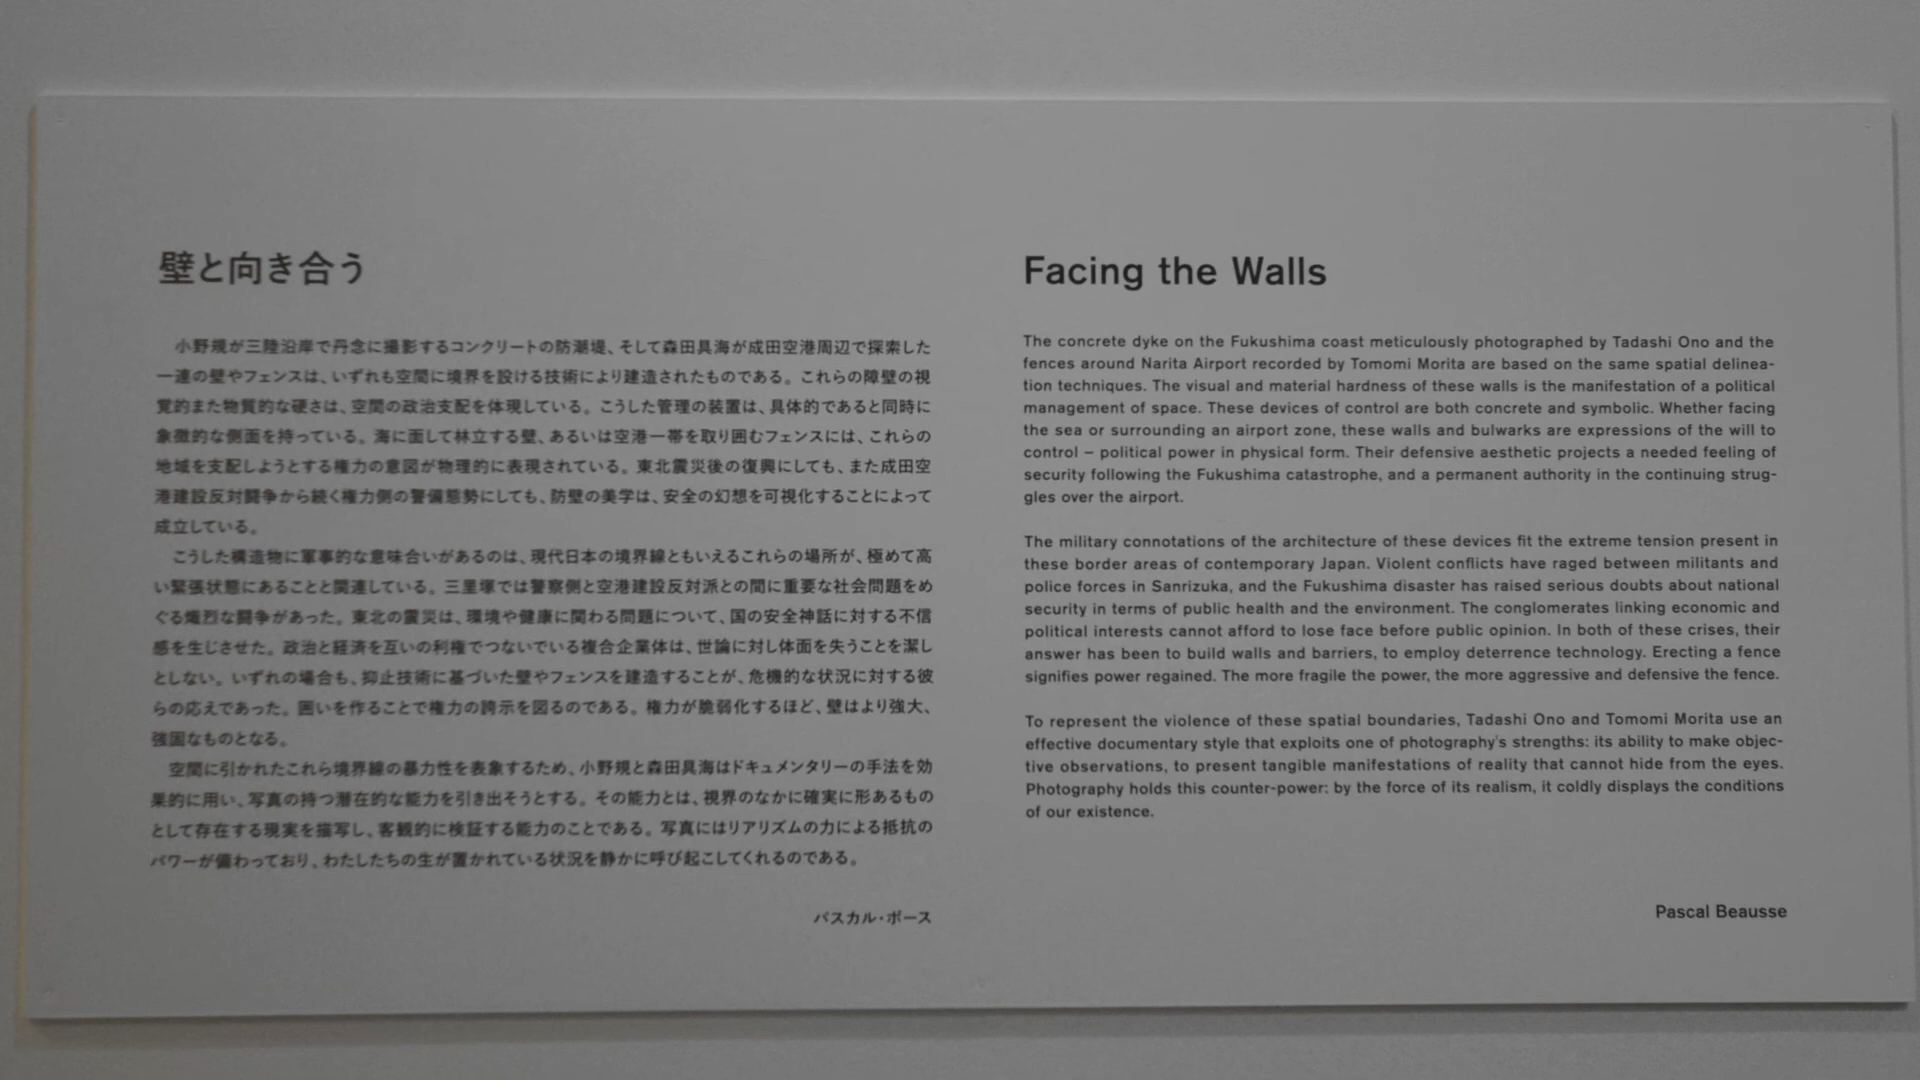 壁と向き合う
小野規が三陸沿岸で丹念に撮影するコンクリートの防潮堤、そして森田具海が成田空港周辺で探索した
一連の壁やフェンスは、いずれも空間に境界を設ける技術により建造されたものである。これらの障壁の視
覚的また物質的な硬さは、空間の政治支配を体現している。こうした管理の装置は、具体的であると同時に
象徴的な側面を持っている。海に面して林立する壁、あるいは空港一帯を取り囲むフェンスには、これらの
地域を支配しようとする権力の意図が物理的に表現されている。東北震災後の復興にしても、また成田空
港建設反対闘争から続く権力側の警備態勢にしても、防壁の美学は、安全の幻想を可視化することによって
成立している。
こうした構造物に軍事的な意味合いがあるのは、現代日本の境界線ともいえるこれらの場所が、極めて高
い緊張状態にあることと関連している。三里塚では警察側と空港建設反対派との間に重要な社会問題をめ
ぐる熾烈な闘争があった。東北の震災は、環境や健康に関わる問題について、国の安全神話に対する不信
感を生じさせた。政治と経済を互いの利権でつないでいる複合企業体は、世論に対し体面を失うことを潔し
としない。いずれの場合も、抑止技術に基づいた壁やフェンスを建造することが、危機的な状況に対する彼
らの応えであった。囲いを作ることで権力の誇示を図るのである。権力が脆弱化するほど、壁はより強大、
強固なものとなる。
空間に引かれたこれら境界線の暴力性を表象するため、小野規と森田具海はドキュメンタリーの手法を効
果的に用い、写真の持つ潜在的な能力を引き出そうとする。その能力とは、視界のなかに確実に形あるもの
として存在する現実を描写し、客観的に検証する能力のことである。写真にはリアリズムの力による抵抗の
パワーが備わっており、わたしたちの生が置かれている状況を静かに呼び起こしてくれるのである。
パスカル・ボース
Facing the Walls
The concrete dyke on the Fukushima coast meticulously photographed by Tadashi Ono and the
fences around Narita Airport recorded by Tomomi Morita are based on the same spatial delinea-
tion techniques. The visual and material hardness of these walls is the manifestation of a political
management of space. These devices of control are both concrete and symbolic. Whether facing
the sea or surrounding an airport zone, these walls and bulwarks are expressions of the will to
control – political power in physical form. Their defensive aesthetic projects a needed feeling of
security following the Fukushima catastrophe, and a permanent authority in the continuing strug-
gles over the airport.
The military connotations of the architecture of these devices fit the extreme tension present in
these border areas of contemporary Japan. Violent conflicts have raged between militants and
police forces in Sanrizuka, and the Fukushima disaster has raised serious doubts about national
security in terms of public health and the environment. The conglomerates linking economic and
political interests cannot afford to lose face before public opinion. In both of these crises, their
answer has been to build walls and barriers, to employ deterrence technology. Erecting a fence
signifies power regained. The more fragile the power, the more aggressive and defensive the fence.
To represent the violence of these spatial boundaries, Tadashi Ono and Tomomi Morita use an
effective documentary style that exploits one of photography's strengths: its ability to make objec-
tive observations, to present tangible manifestations of reality that cannot hide from the eyes.
Photography holds this counter-power: by the force of its realism, it coldly displays the conditions
of our existence.
Pascal Beausse